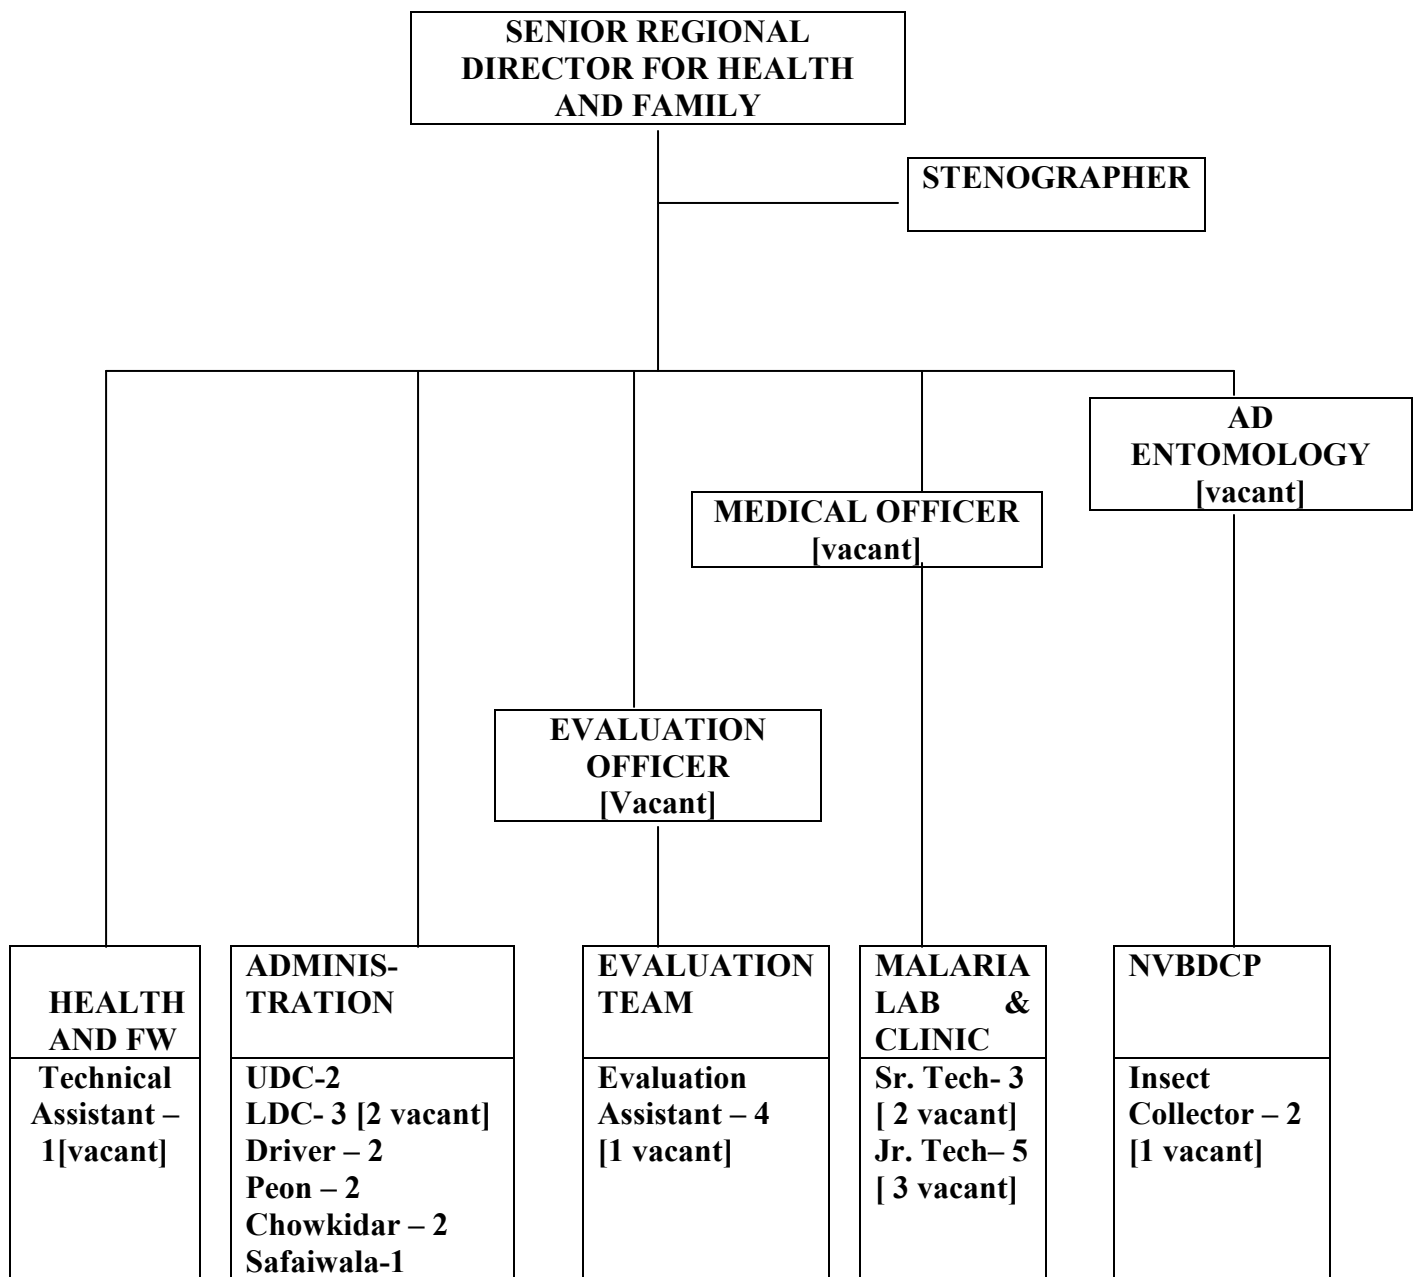 SENIOR REGIONAL
DIRECTOR FOR HEALTH
AND FAMILY
STENOGRAPHER
AD
ENTOMOLOGY
[vacant]
MEDICAL OFFICER
[vacant]
EVALUATION
OFFICER
[Vacant]
HEALTH
AND FW
Technical
Assistant –
1[vacant]
ADMINIS-
TRATION
UDC-2
LDC- 3 [2 vacant]
Driver – 2
Peon – 2
Chowkidar – 2
Safaiwala-1
EVALUATION
TEAM
Evaluation
Assistant – 4
[1 vacant]
MALARIA
LAB &
CLINIC
Sr. Tech- 3
[ 2 vacant]
Jr. Tech– 5
[ 3 vacant]
NVBDCP
Insect
Collector – 2
[1 vacant]